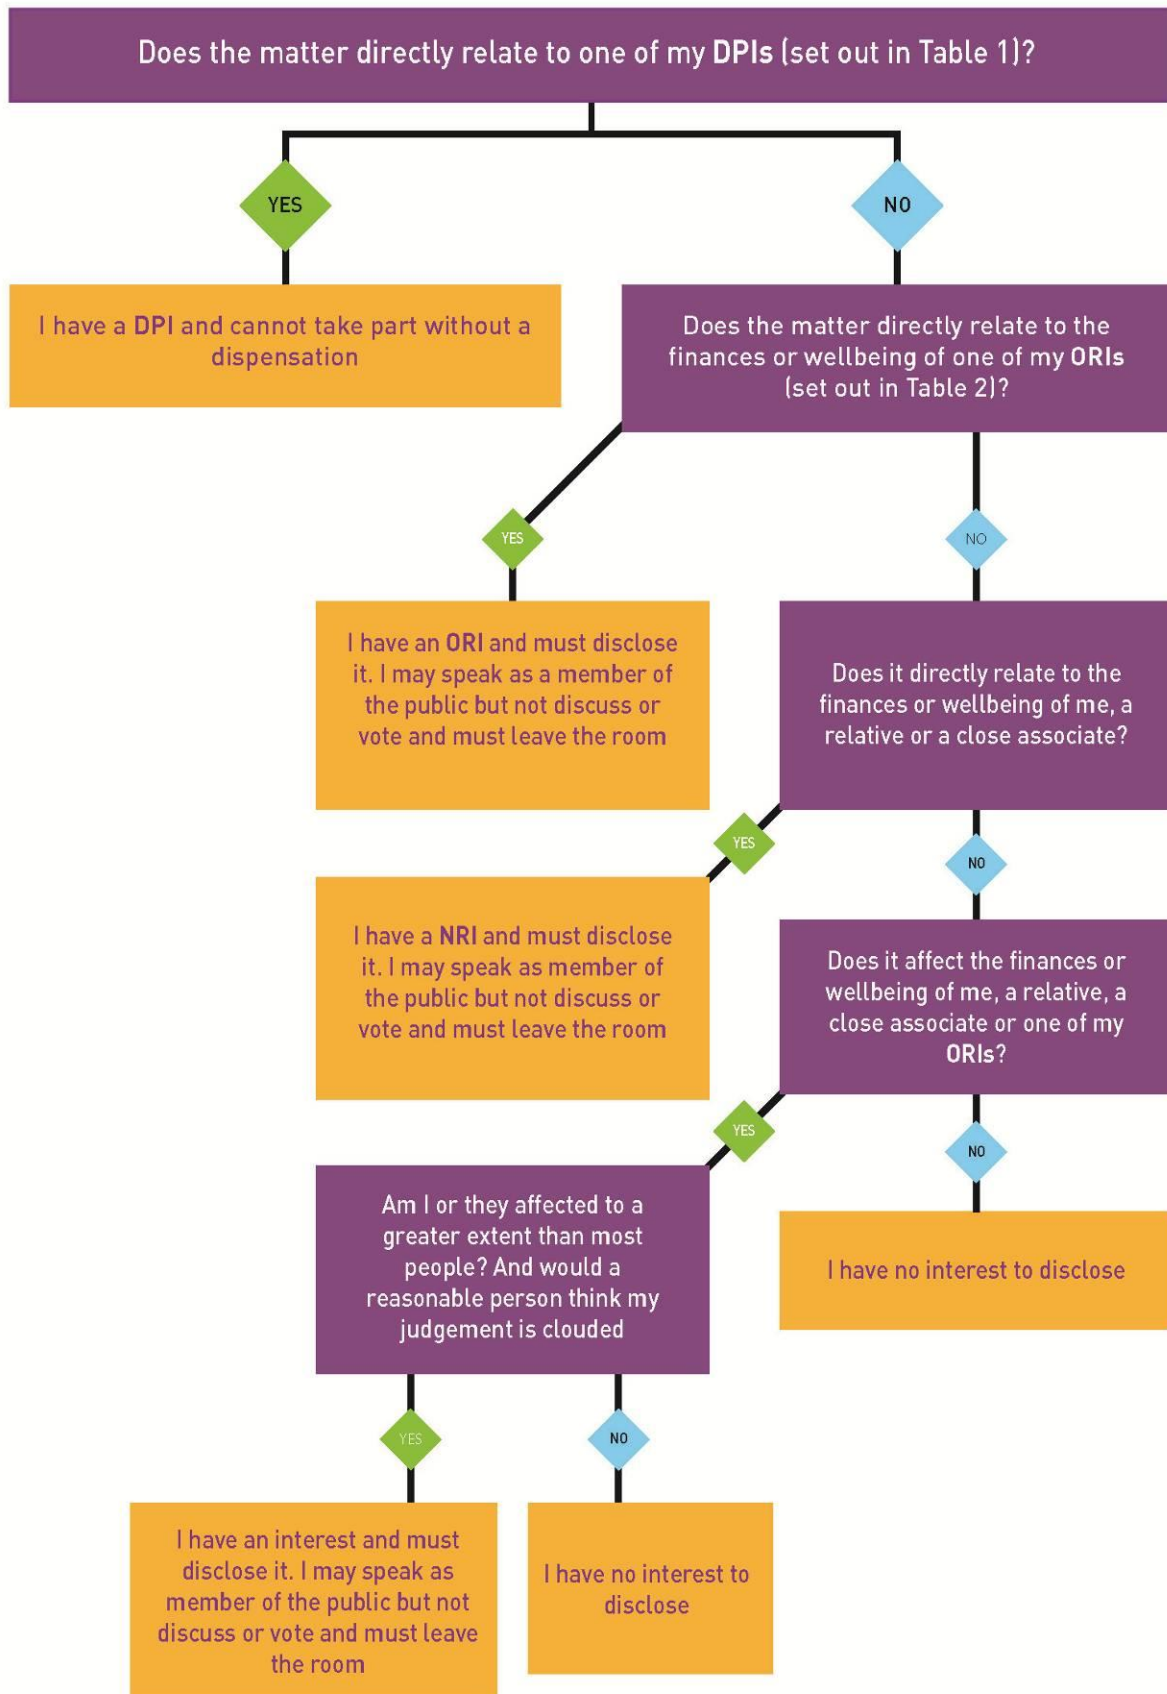 Does the matter directly relate to one of my DPIs (set out in Table 1)?
YES
NO
I have a DPI and cannot take part without a
dispensation
Does the matter directly relate to the
finances or wellbeing of one of my ORIs
(set out in Table 2)?
YES
NO
I have an ORI and must disclose
it. I may speak as a member of
the public but not discuss or
vote and must leave the room
Does it directly relate to the
finances or wellbeing of me, a
relative or a close associate?
YES
NO
I have a NRI and must disclose
it. I may speak as member of
the public but not discuss or
vote and must leave the room
Does it affect the finances or
wellbeing of me, a relative, a
close associate or one of my
ORIs?
YES
NO
Am I or they affected to a
greater extent than most
people? And would a
reasonable person think my
judgement is clouded
I have no interest to disclose
YES
NO
I have an interest and must
disclose it. I may speak as
member of the public but not
discuss or vote and must leave
the room
I have no interest to
disclose